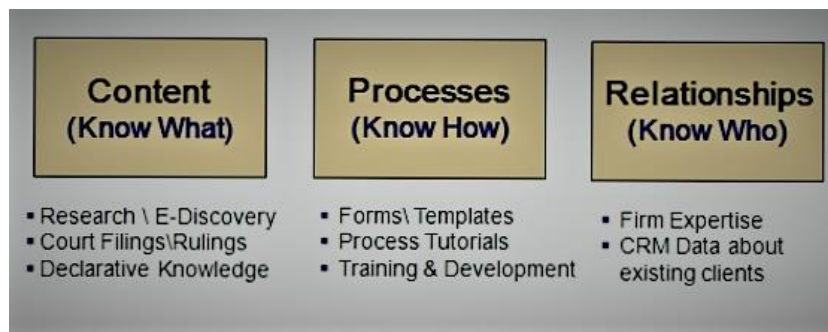 Content
(Know What)
▪ Research \ E-Discovery
▪ Court Filings\Rulings
▪ Declarative Knowledge
Processes
(Know How)
▪ Forms\ Templates
▪ Process Tutorials
▪ Training & Development
Relationships
(Know Who)
▪ Firm Expertise
▪ CRM Data about
existing clients